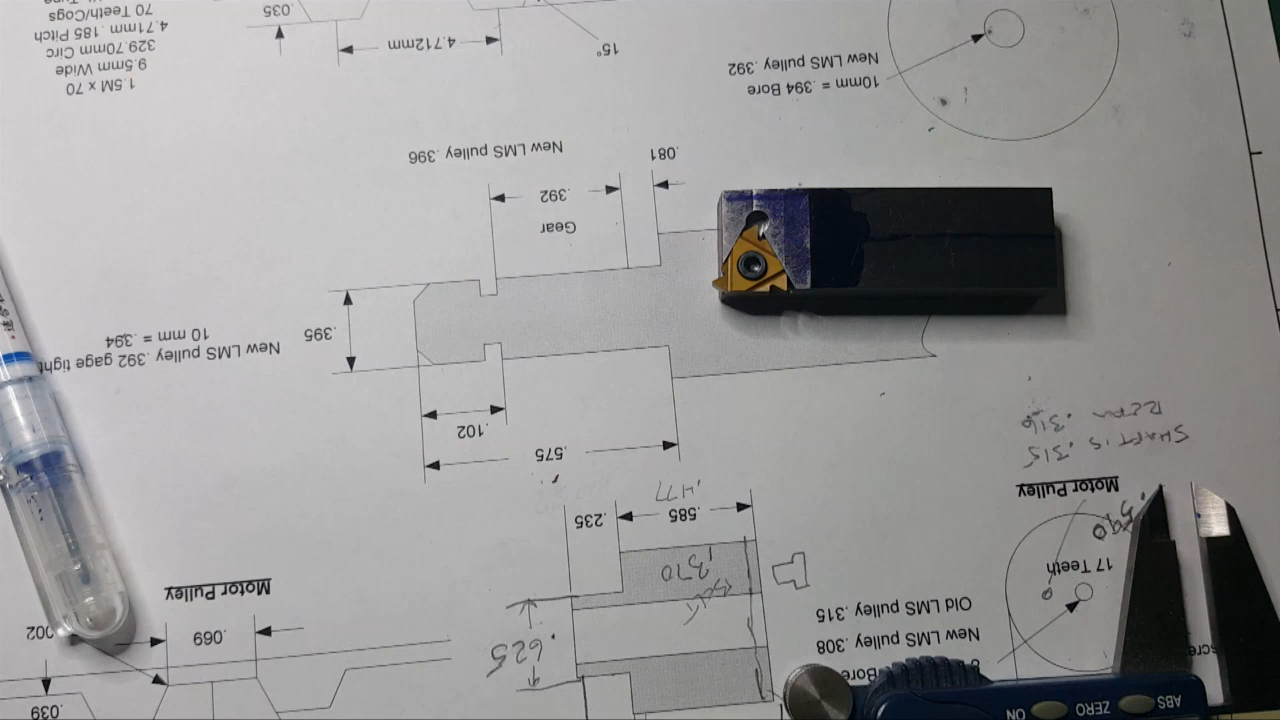 ABS ZERO ON
Bore
New LMS pulley .308
Old LMS pulley .315
17 Teeth
.590
Motor Pulley
SHAFT IS .315
REAM .316
.625
.370
.585
.235
.477
.039
.069
.002
Motor Pulley
.575
.102
.395
New LMS pulley .392 gage tight
10 mm = .394
Gear
.392
.081
New LMS pulley .396
10mm = .394 Bore
New LMS pulley .392
1.5M x 70
9.5mm Wide
329.70mm Circ
4.71mm .185 Pitch
70 Teeth/Cogs
15°
4.712mm
.035